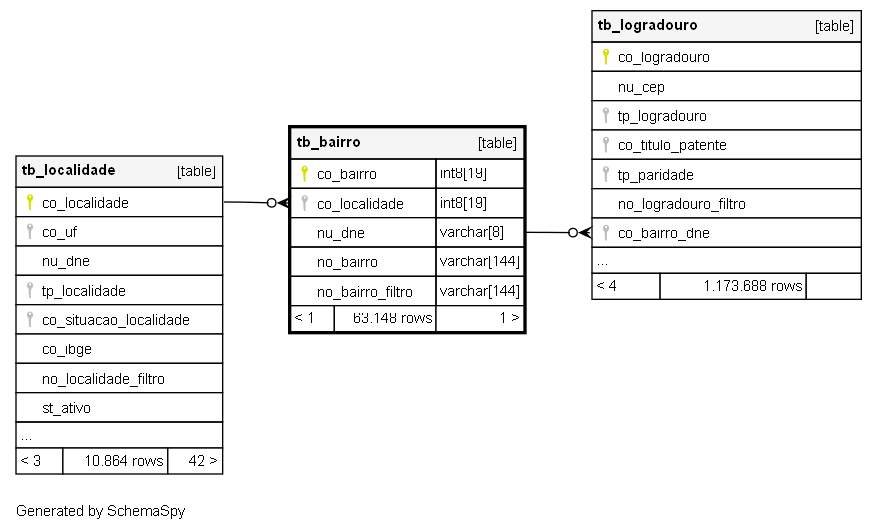 tb_logradouro [table]
co_logradouro
nu_cep
tp_logradouro
co_titulo_patente
tp_paridade
no_logradouro_filtro
co_bairro_dne
...
< 4 1.173.688 rows
tb_bairro [table]
co_bairro int8[19]
co_localidade int8[19]
nu_dne varchar[8]
no_bairro varchar[144]
no_bairro_filtro varchar[144]
< 1 63.148 rows 1 >
tb_localidade [table]
co_localidade
co_uf
nu_dne
tp_localidade
co_situacao_localidade
co_ibge
no_localidade_filtro
st_ativo
...
< 3 10.864 rows 42 >
Generated by SchemaSpy